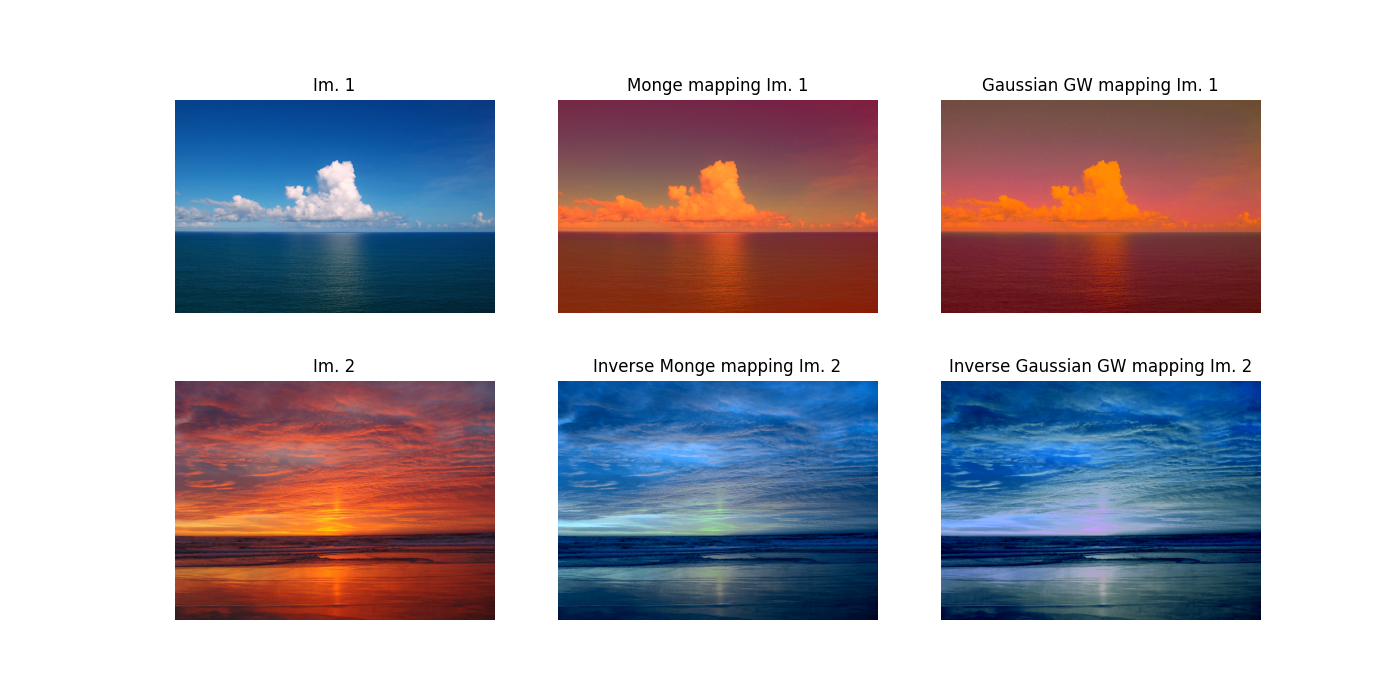 Im. 1
Monge mapping Im. 1
Gaussian GW mapping Im. 1
Im. 2
Inverse Monge mapping Im. 2
Inverse Gaussian GW mapping Im. 2